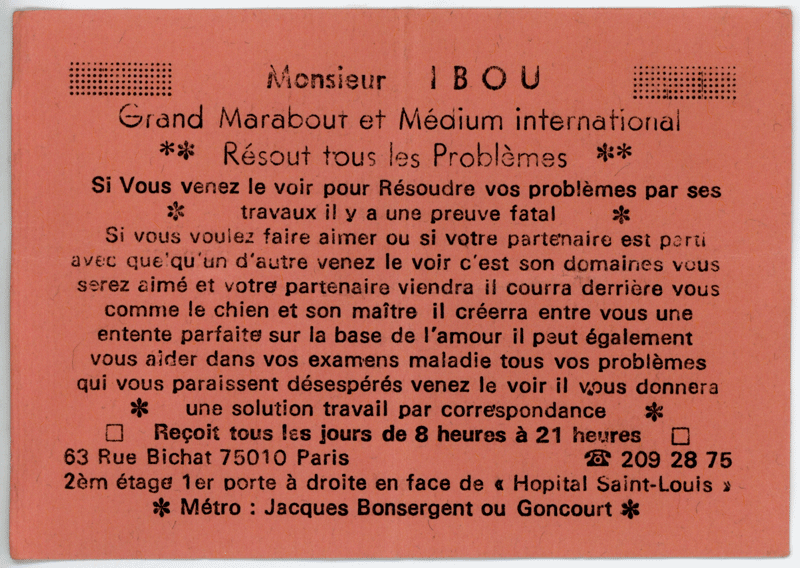 Monsieur IBOU
Grand Marabout et Médium international
** Résout tous les Problèmes **
Si Vous venez le voir pour Résoudre vos problèmes par ses
* travaux il y a une preuve fatal *
Si vous voulez faire aimer ou si votre partenaire est parti
avec quelqu'un d'autre venez le voir c'est son domaines vous
serez aimé et votre partenaire viendra il courra derrière vous
comme le chien et son maître il créerra entre vous une
entente parfaite sur la base de l'amour il peut également
vous aider dans vos examens maladie tous vos problèmes
qui vous paraissent désespérés venez le voir il vous donnera
* une solution travail par correspondance *
□ Reçoit tous les jours de 8 heures à 21 heures □
63 Rue Bichat 75010 Paris ☎ 209 28 75
2èm étage 1er porte à droite en face de « Hopital Saint-Louis »
* Métro : Jacques Bonsergent ou Goncourt *